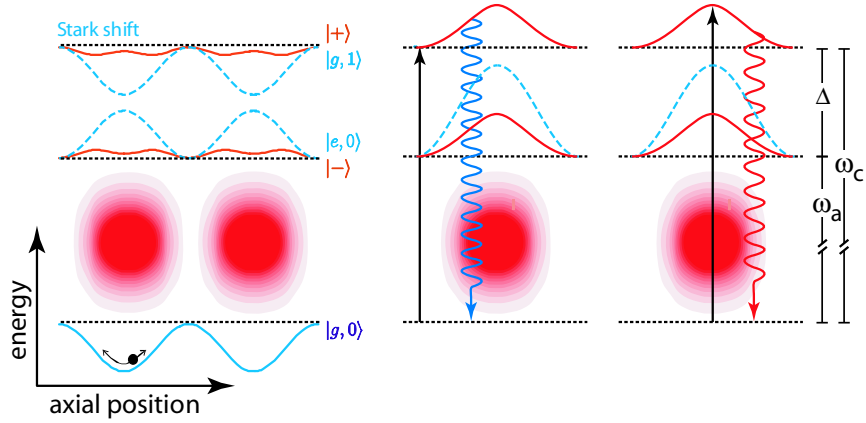 Stark shift
|+⟩
|g, 1⟩
|e, 0⟩
|−⟩
|g, 0⟩
energy
axial position
Δ
ω_c
ω_a